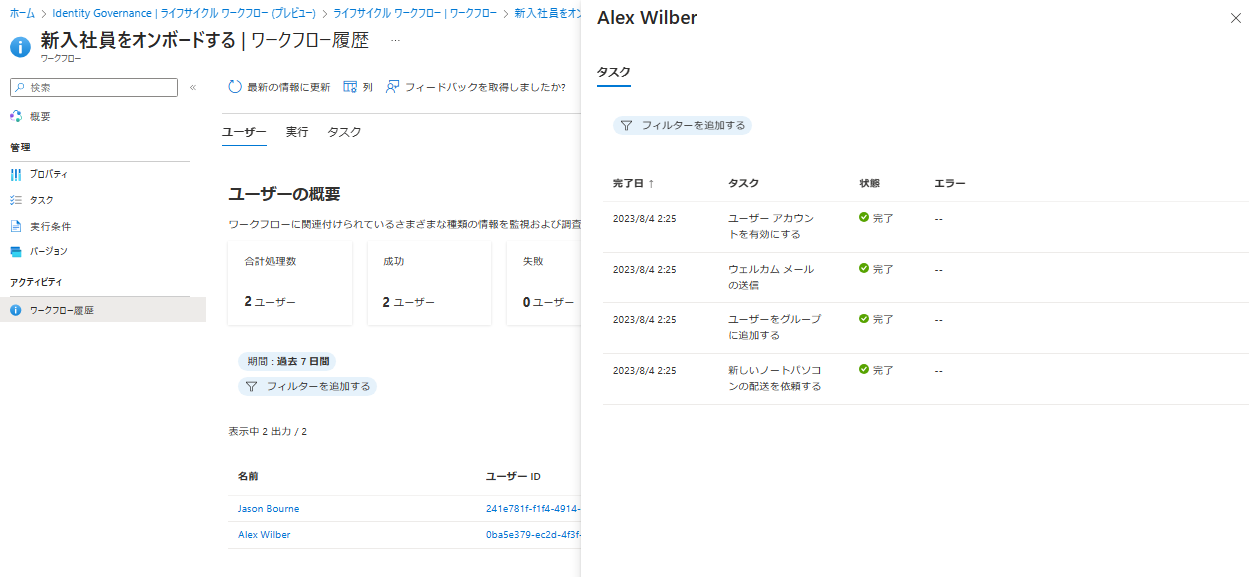 ホーム > Identity Governance | ライフサイクル ワークフロー (プレビュー) > ライフサイクル ワークフロー | ワークフロー > 新入社員をオン
新入社員をオンボードする | ワークフロー履歴 ...
ワークフロー
検索 «
概要
管理
プロパティ
タスク
実行条件
バージョン
アクティビティ
ワークフロー履歴
最新の情報に更新 列 フィードバックを取得しましたか?
ユーザー 実行 タスク
ユーザーの概要
ワークフローに関連付けられているさまざまな種類の情報を監視および調査
合計処理数 成功 失敗
2 ユーザー 2 ユーザー 0 ユーザー
期間 : 過去 7 日間
フィルターを追加する
表示中 2 出力 / 2
名前 ユーザー ID
Jason Bourne 241e781f-f1f4-4914-
Alex Wilber 0ba5e379-ec2d-4f3f-
Alex Wilber
タスク
フィルターを追加する
完了日 ↑ タスク 状態 エラー
2023/8/4 2:25 ユーザー アカウン 完了 --
トを有効にする
2023/8/4 2:25 ウェルカム メール 完了 --
の送信
2023/8/4 2:25 ユーザーをグループ 完了 --
に追加する
2023/8/4 2:25 新しいノートパソコ 完了 --
ンの配送を依頼する